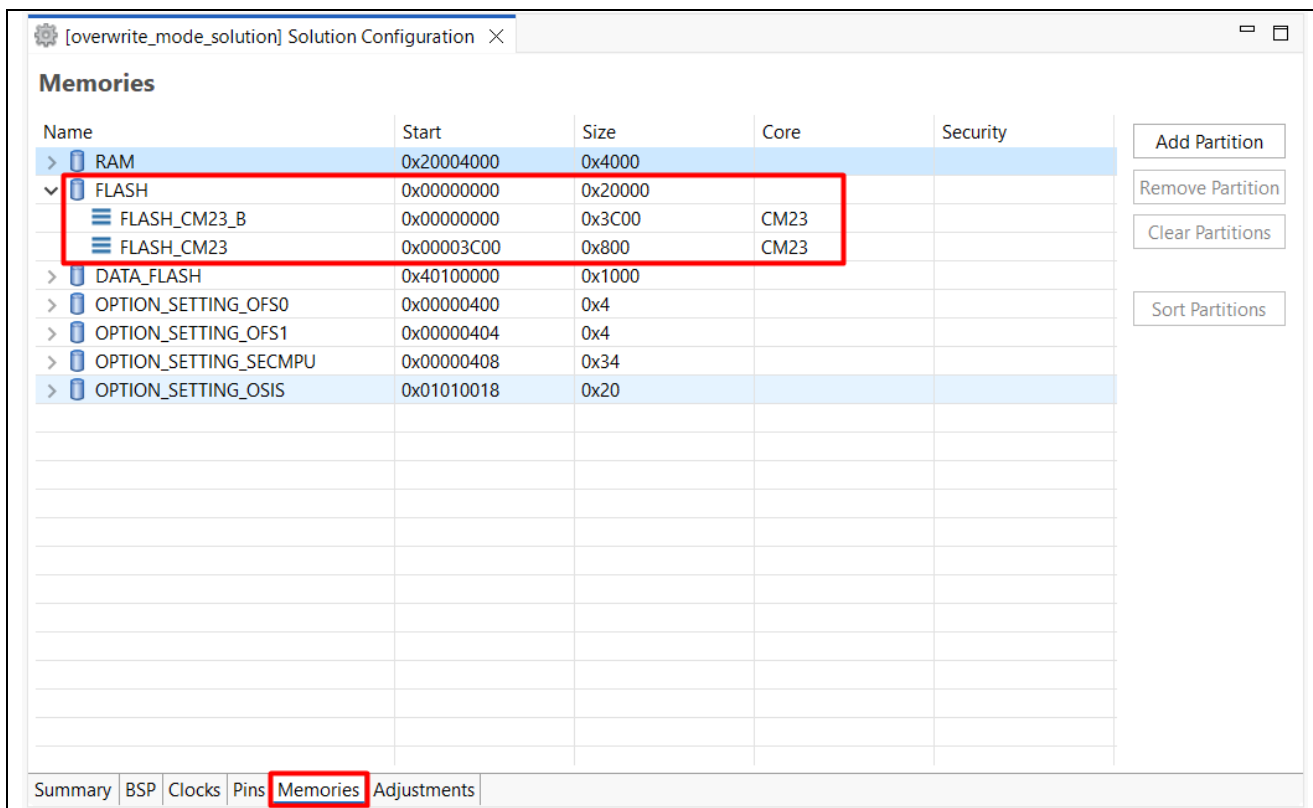 [overwrite_mode_solution] Solution Configuration
Memories
Name Start Size Core Security
RAM 0x20004000 0x4000
FLASH 0x00000000 0x20000
FLASH_CM23_B 0x00000000 0x3C00 CM23
FLASH_CM23 0x00003C00 0x800 CM23
DATA_FLASH 0x40100000 0x1000
OPTION_SETTING_OFS0 0x00000400 0x4
OPTION_SETTING_OFS1 0x00000404 0x4
OPTION_SETTING_SECMPU 0x00000408 0x34
OPTION_SETTING_OSIS 0x01010018 0x20
Add Partition
Remove Partition
Clear Partitions
Sort Partitions
Summary BSP Clocks Pins Memories Adjustments